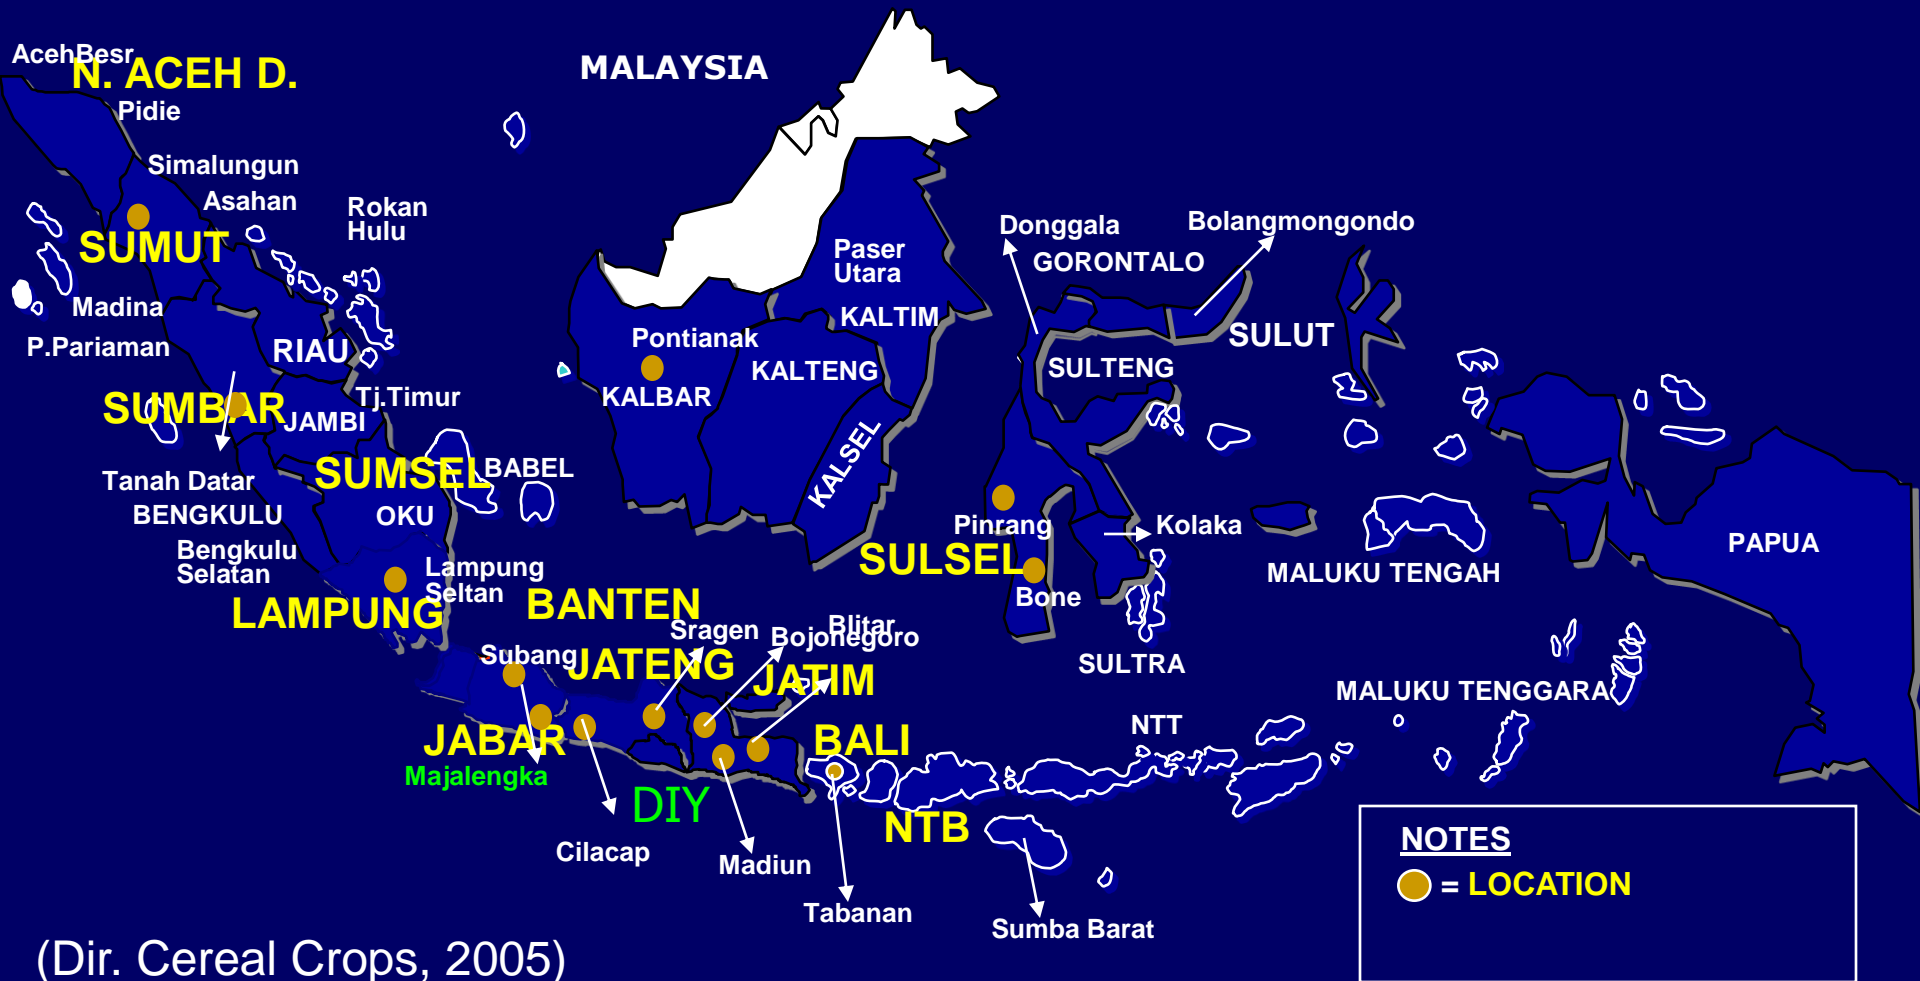 AcehBesr
N. ACEH D.
Pidie
MALAYSIA
Simalungun
Asahan
Rokan
Hulu
SUMUT
Madina
P.Pariaman
RIAU
SUMBAR
JAMBI
Tj.Timur
SUMSEL
BABEL
Tanah Datar
BENGKULU
OKU
Bengkulu
Selatan
Lampung
Seltan
LAMPUNG
Paser
Utara
KALTIM
Pontianak
KALTENG
KALBAR
KALSEL
Donggala
Bolangmongondo
GORONTALO
SULUT
SULTENG
Pinrang
Kolaka
SULSEL
Bone
SULTRA
MALUKU TENGAH
PAPUA
MALUKU TENGGARA
BANTEN
Sragen
Blitar
Bojonegoro
Subang
JATENG
JATIM
JABAR
BALI
NTT
Majalengka
DIY
NTB
Cilacap
Madiun
Tabanan
Sumba Barat
NOTES
= LOCATION
(Dir. Cereal Crops, 2005)